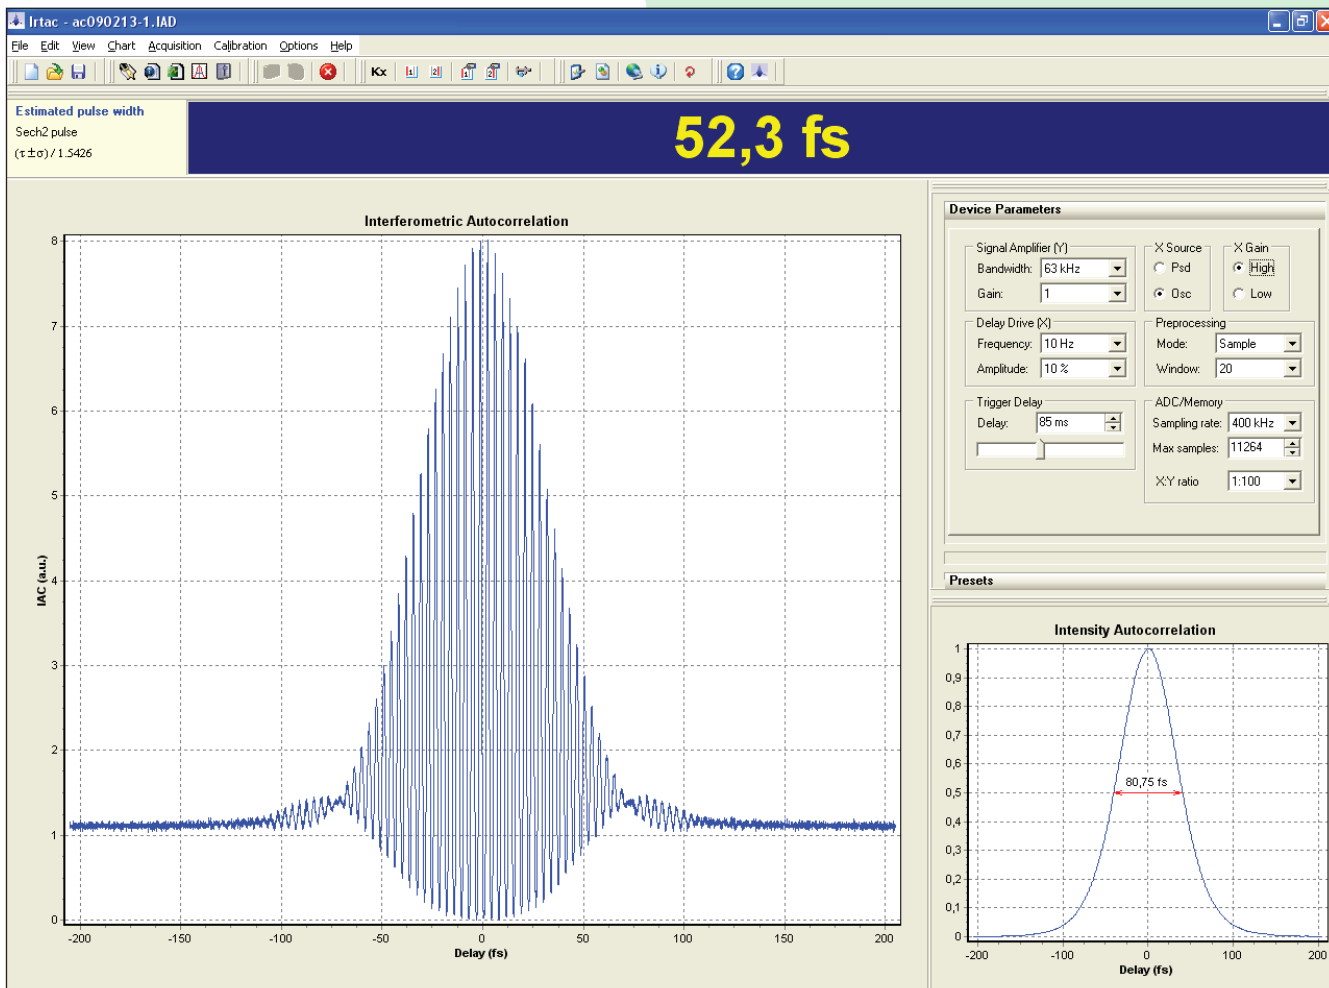 Irtac - ac090213-1.IAD
File Edit View Chart Acquisition Calibration Options Help
Kx
Estimated pulse width
Sech2 pulse
(τ±σ) / 1.5426
52,3 fs
Interferometric Autocorrelation
8
7
6
5
4
3
2
1
0
IAC (a.u.)
-200 -150 -100 -50 0 50 100 150 200
Delay (fs)
Device Parameters
Signal Amplifier (Y)
Bandwidth: 63 kHz
Gain: 1
X Source
Psd
Osc
X Gain
High
Low
Delay Drive (X)
Frequency: 10 Hz
Amplitude: 10 %
Preprocessing
Mode: Sample
Window: 20
Trigger Delay
Delay: 85 ms
ADC/Memory
Sampling rate: 400 kHz
Max samples: 11264
X:Y ratio 1:100
Presets
Intensity Autocorrelation
1
0,9
0,8
0,7
0,6
80,75 fs
0,5
0,4
0,3
0,2
0,1
0
-200 -100 0 100 200
Delay (fs)